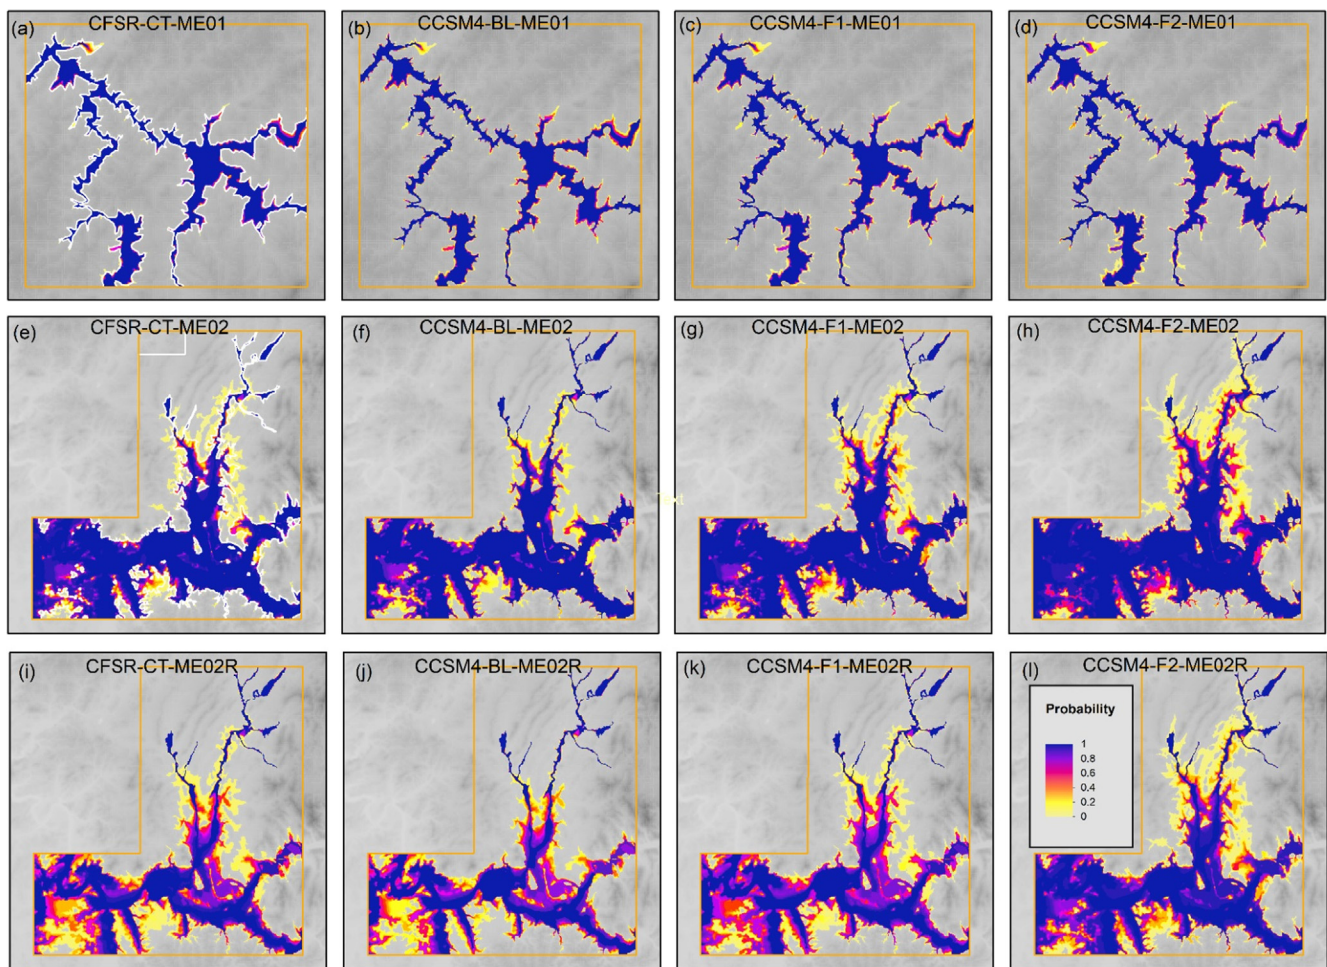 (a) CFSR-CT-ME01
(b) CCSM4-BL-ME01
(c) CCSM4-F1-ME01
(d) CCSM4-F2-ME01
(e) CFSR-CT-ME02
(f) CCSM4-BL-ME02
(g) CCSM4-F1-ME02
(h) CCSM4-F2-ME02
Text
(i) CFSR-CT-ME02R
(j) CCSM4-BL-ME02R
(k) CCSM4-F1-ME02R
(l) CCSM4-F2-ME02R
Probability
1
0.8
0.6
0.4
0.2
0